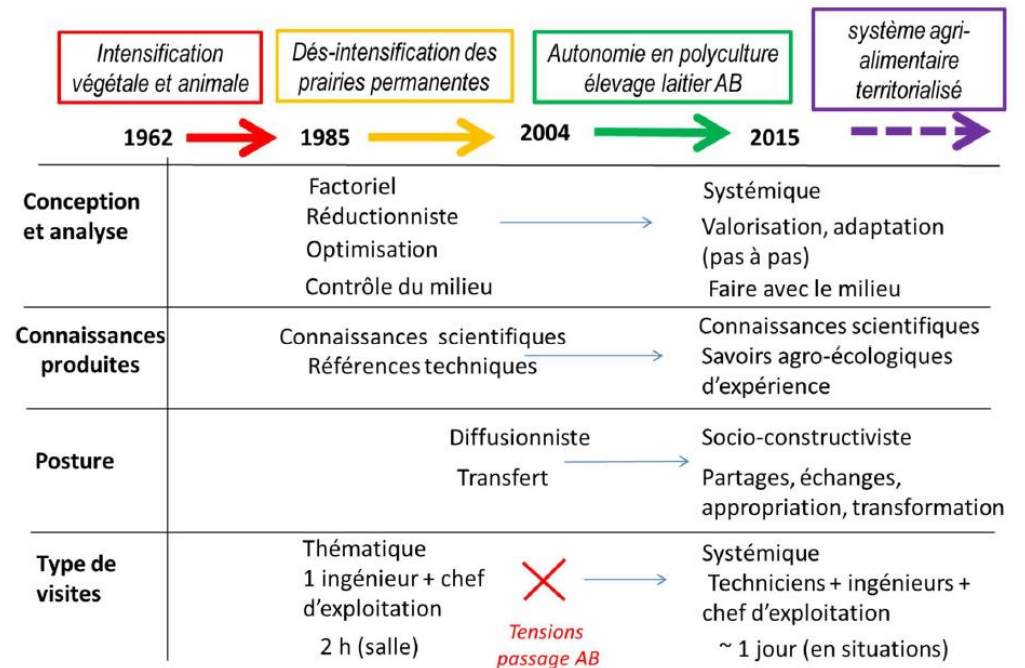 Intensification
végétale et animale
Dés-intensification des
prairies permanentes
Autonomie en polyculture
élevage laitier AB
système agri-
alimentaire
territorialisé
1962
1985
2004
2015
Conception
et analyse
Factoriel
Réductionniste
Optimisation
Contrôle du milieu
Systémique
Valorisation, adaptation
(pas à pas)
Faire avec le milieu
Connaissances
produites
Connaissances scientifiques
Références techniques
Connaissances scientifiques
Savoirs agro-écologiques
d'expérience
Posture
Diffusionniste
Transfert
Socio-constructiviste
Partages, échanges,
appropriation, transformation
Type de
visites
Thématique
1 ingénieur + chef
d'exploitation
2 h (salle)
Tensions
passage AB
Systémique
Techniciens + ingénieurs +
chef d'exploitation
~ 1 jour (en situations)